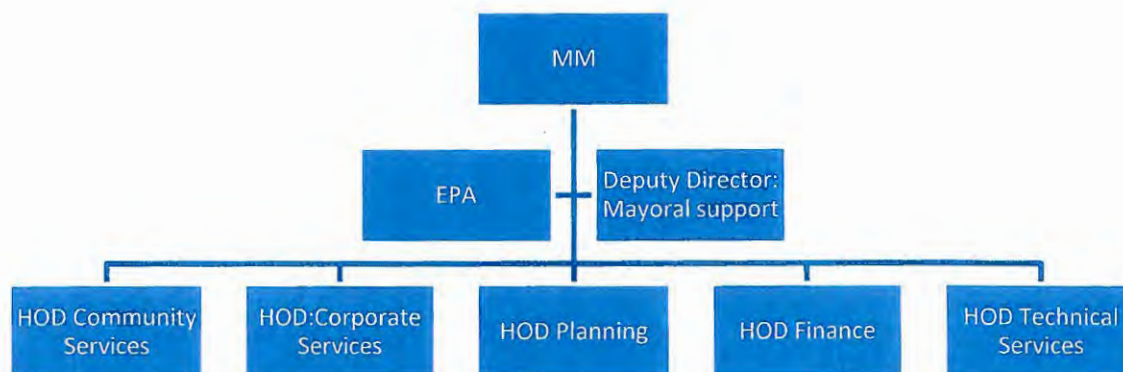 MM
EPA
Deputy Director:
Mayoral support
HOD Community
Services
HOD:Corporate
Services
HOD Planning
HOD Finance
HOD Technical
Services